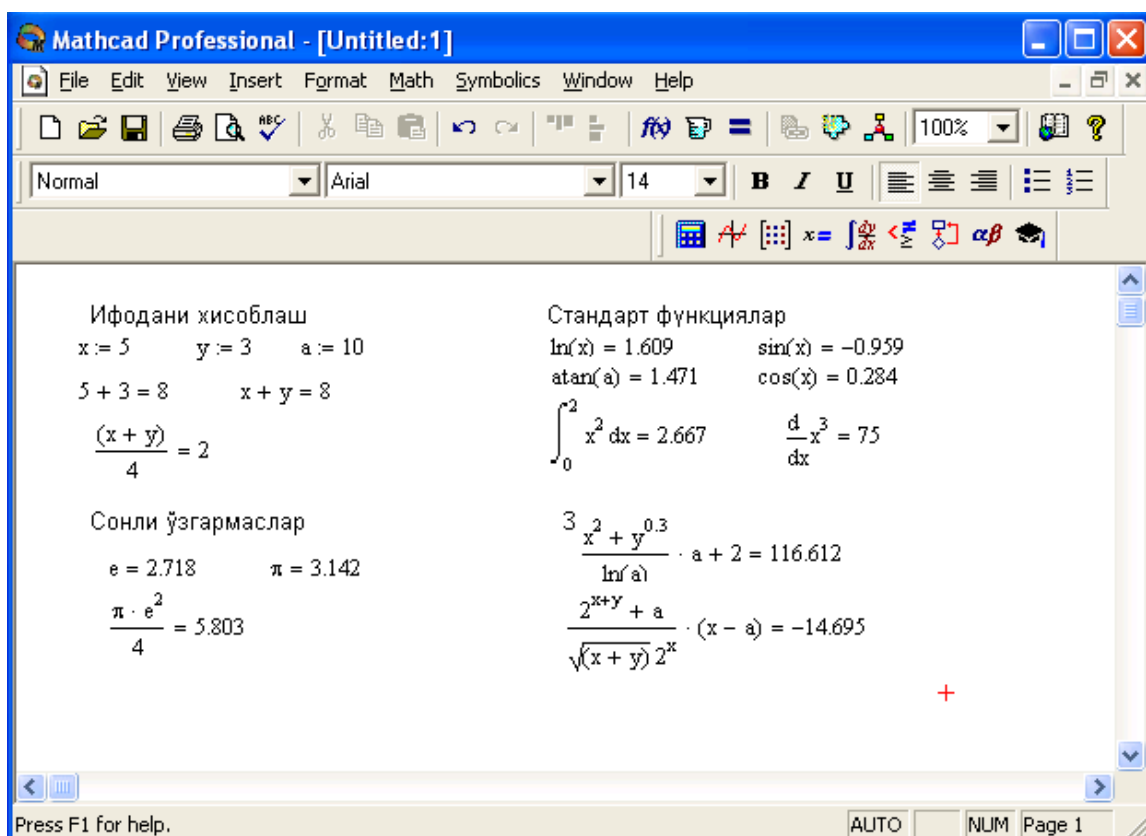 Mathcad Professional - [Untitled:1]
File Edit View Insert Format Math Symbolics Window Help
100%
Normal Arial 14 B I U
x= ∫ dy/dx αβ
Ифодани хисоблаш
x := 5 y := 3 a := 10
5 + 3 = 8 x + y = 8
(x + y)/4 = 2
Сонли ўзгармаслар
e = 2.718 π = 3.142
π · e^2/4 = 5.803
Стандарт функциялар
ln(x) = 1.609 sin(x) = −0.959
atan(a) = 1.471 cos(x) = 0.284
∫_0^2 x^2 dx = 2.667 d/dx x^3 = 75
3 (x^2 + y^0.3)/ln(a) · a + 2 = 116.612
(2^(x+y) + a)/(√(x + y) 2^x) · (x − a) = −14.695
Press F1 for help. AUTO NUM Page 1